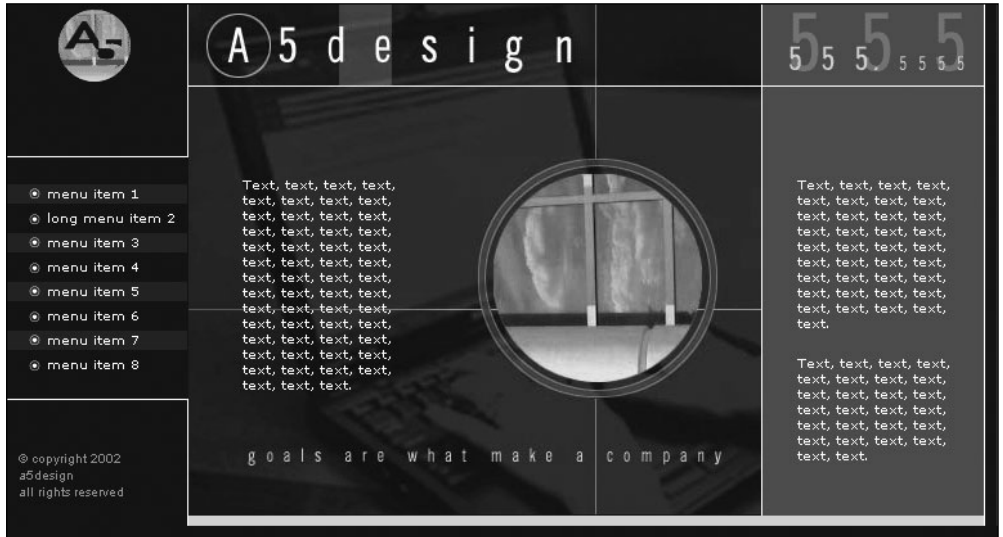 A5
A5design
5 5 5
5 5 5. 5 5 5 5
menu item 1
long menu item 2
menu item 3
menu item 4
menu item 5
menu item 6
menu item 7
menu item 8
© copyright 2002
a5design
all rights reserved
Text, text, text, text,
text, text, text, text,
text, text, text, text,
text, text, text, text,
text, text, text, text,
text, text, text, text,
text, text, text, text,
text, text, text, text,
text, text, text, text,
text, text, text, text,
text, text, text, text,
text, text, text, text,
text, text, text, text,
text, text, text.
goals are what make a company
Text, text, text, text,
text, text, text, text,
text, text, text, text,
text, text, text, text,
text, text, text, text,
text, text, text, text,
text, text, text, text,
text, text, text, text,
text, text, text, text,
text.
Text, text, text, text,
text, text, text, text,
text, text, text, text,
text, text, text, text,
text, text, text, text,
text, text, text, text,
text, text.